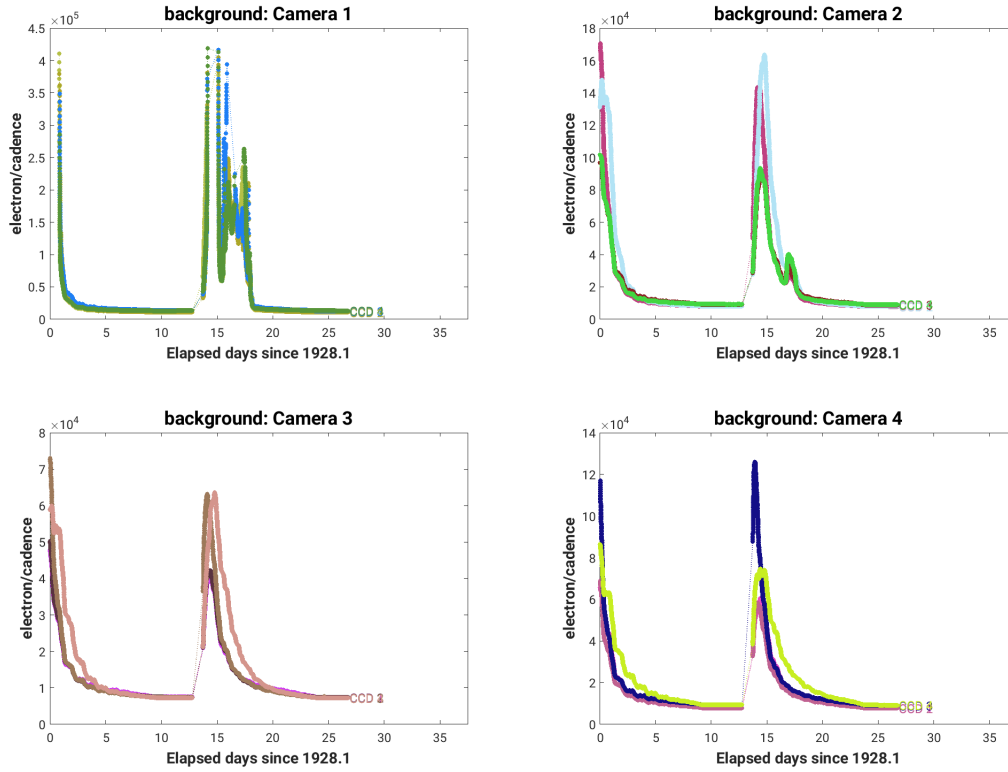 background: Camera 1
×10^5
4.5
4
3.5
3
2.5
2
1.5
1
0.5
0
electron/cadence
0 5 10 15 20 25 30 35
Elapsed days since 1928.1
background: Camera 2
×10^4
18
16
14
12
10
8
6
4
2
0
electron/cadence
0 5 10 15 20 25 30 35
Elapsed days since 1928.1
background: Camera 3
×10^4
8
7
6
5
4
3
2
1
0
electron/cadence
0 5 10 15 20 25 30 35
Elapsed days since 1928.1
background: Camera 4
×10^4
14
12
10
8
6
4
2
0
electron/cadence
0 5 10 15 20 25 30 35
Elapsed days since 1928.1